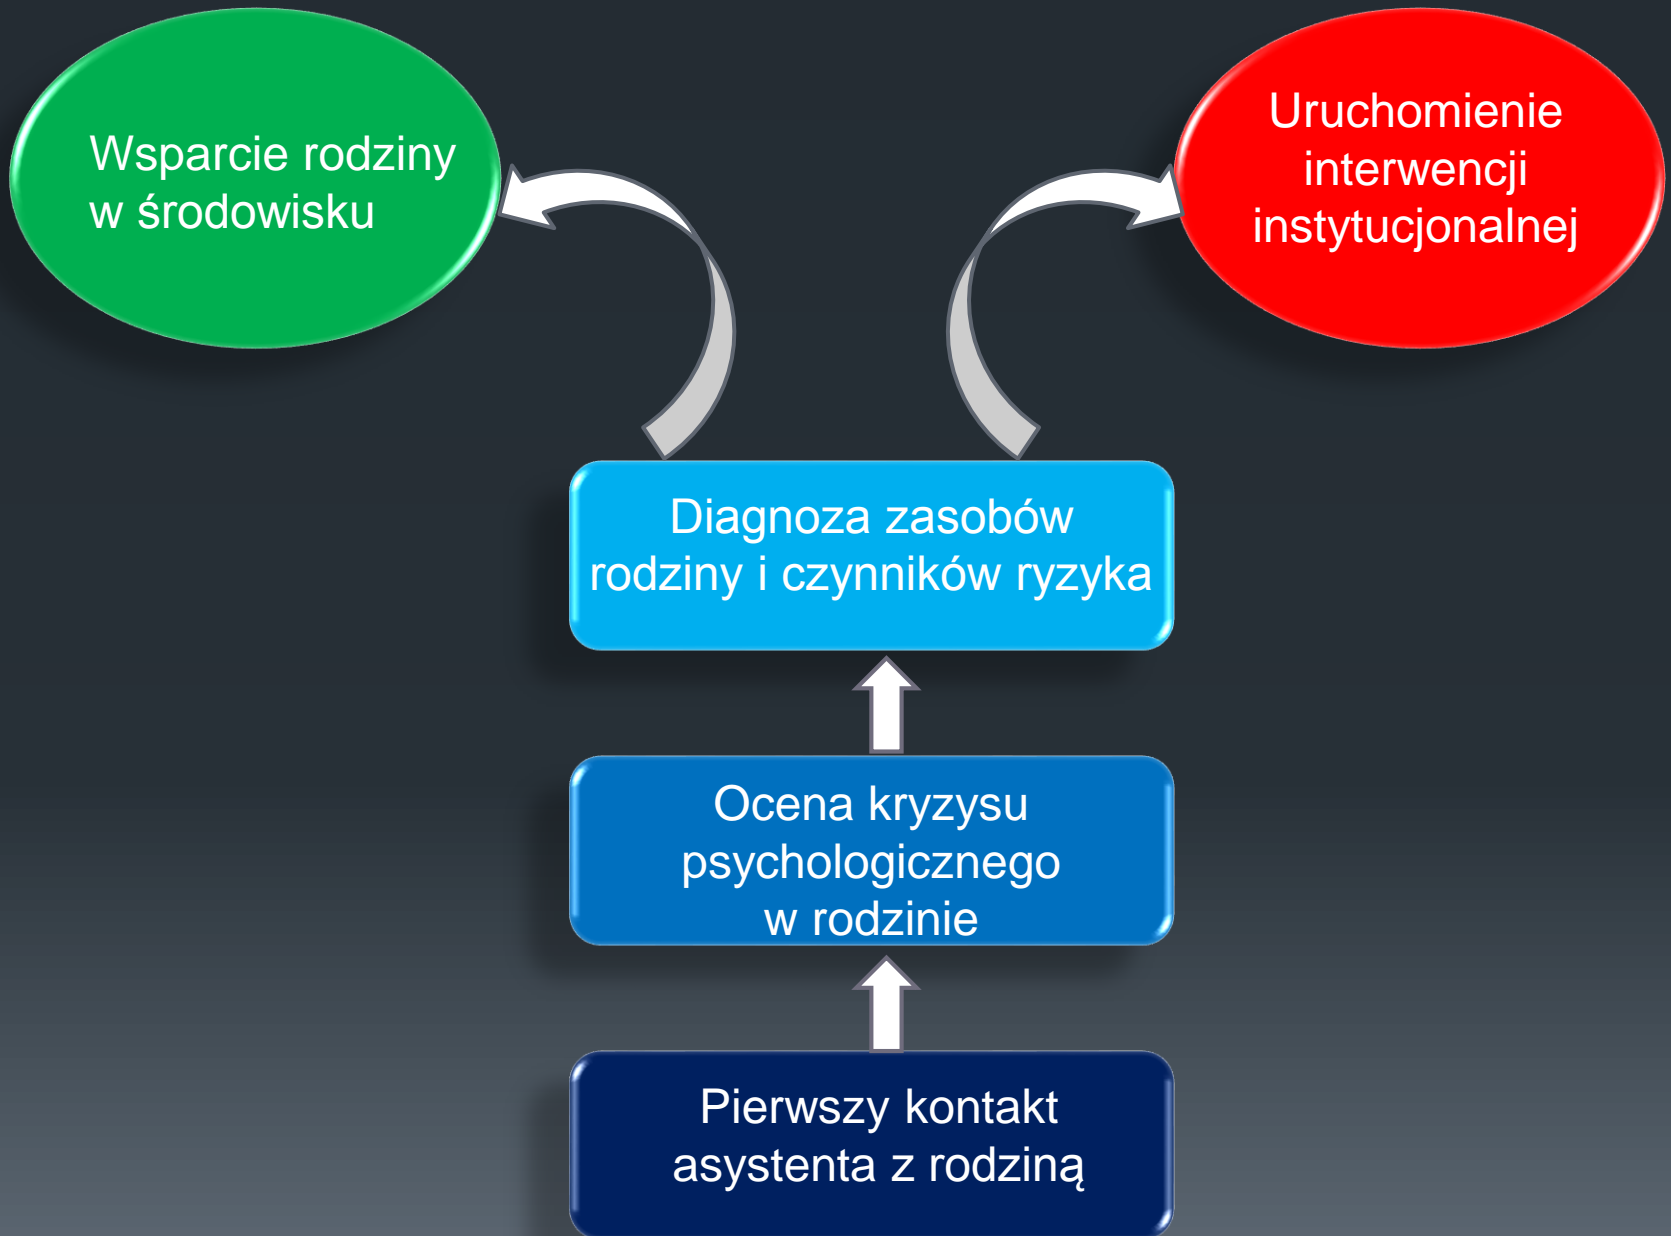 Wsparcie rodziny
w środowisku
Uruchomienie
interwencji
instytucjonalnej
Diagnoza zasobów
rodziny i czynników ryzyka
Ocena kryzysu
psychologicznego
w rodzinie
Pierwszy kontakt
asystenta z rodziną